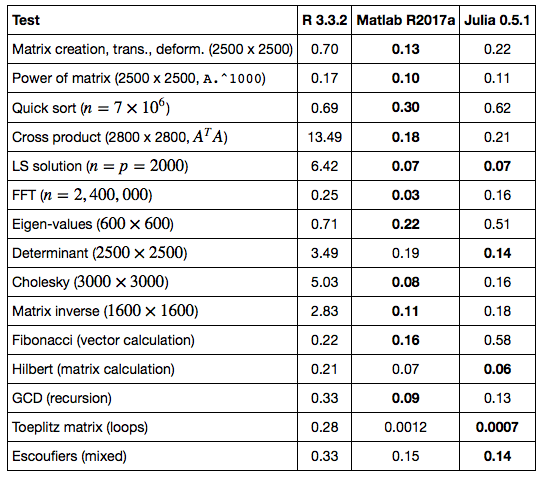 Test R 3.3.2 Matlab R2017a Julia 0.5.1
Matrix creation, trans., deform. (2500 x 2500) 0.70 0.13 0.22
Power of matrix (2500 x 2500, A.^1000) 0.17 0.10 0.11
Quick sort (n = 7 × 10⁶) 0.69 0.30 0.62
Cross product (2800 x 2800, AᵀA) 13.49 0.18 0.21
LS solution (n = p = 2000) 6.42 0.07 0.07
FFT (n = 2, 400, 000) 0.25 0.03 0.16
Eigen-values (600 × 600) 0.71 0.22 0.51
Determinant (2500 × 2500) 3.49 0.19 0.14
Cholesky (3000 × 3000) 5.03 0.08 0.16
Matrix inverse (1600 × 1600) 2.83 0.11 0.18
Fibonacci (vector calculation) 0.22 0.16 0.58
Hilbert (matrix calculation) 0.21 0.07 0.06
GCD (recursion) 0.33 0.09 0.13
Toeplitz matrix (loops) 0.28 0.0012 0.0007
Escoufiers (mixed) 0.33 0.15 0.14